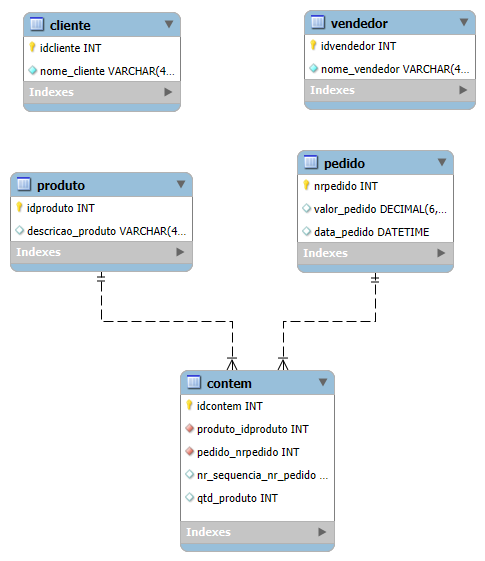 cliente
idcliente INT
nome_cliente VARCHAR(4...
Indexes
vendedor
idvendedor INT
nome_vendedor VARCHAR(4...
Indexes
produto
idproduto INT
descricao_produto VARCHAR(4...
Indexes
pedido
nrpedido INT
valor_pedido DECIMAL(6,...
data_pedido DATETIME
Indexes
contem
idcontem INT
produto_idproduto INT
pedido_nrpedido INT
nr_sequencia_nr_pedido ...
qtd_produto INT
Indexes